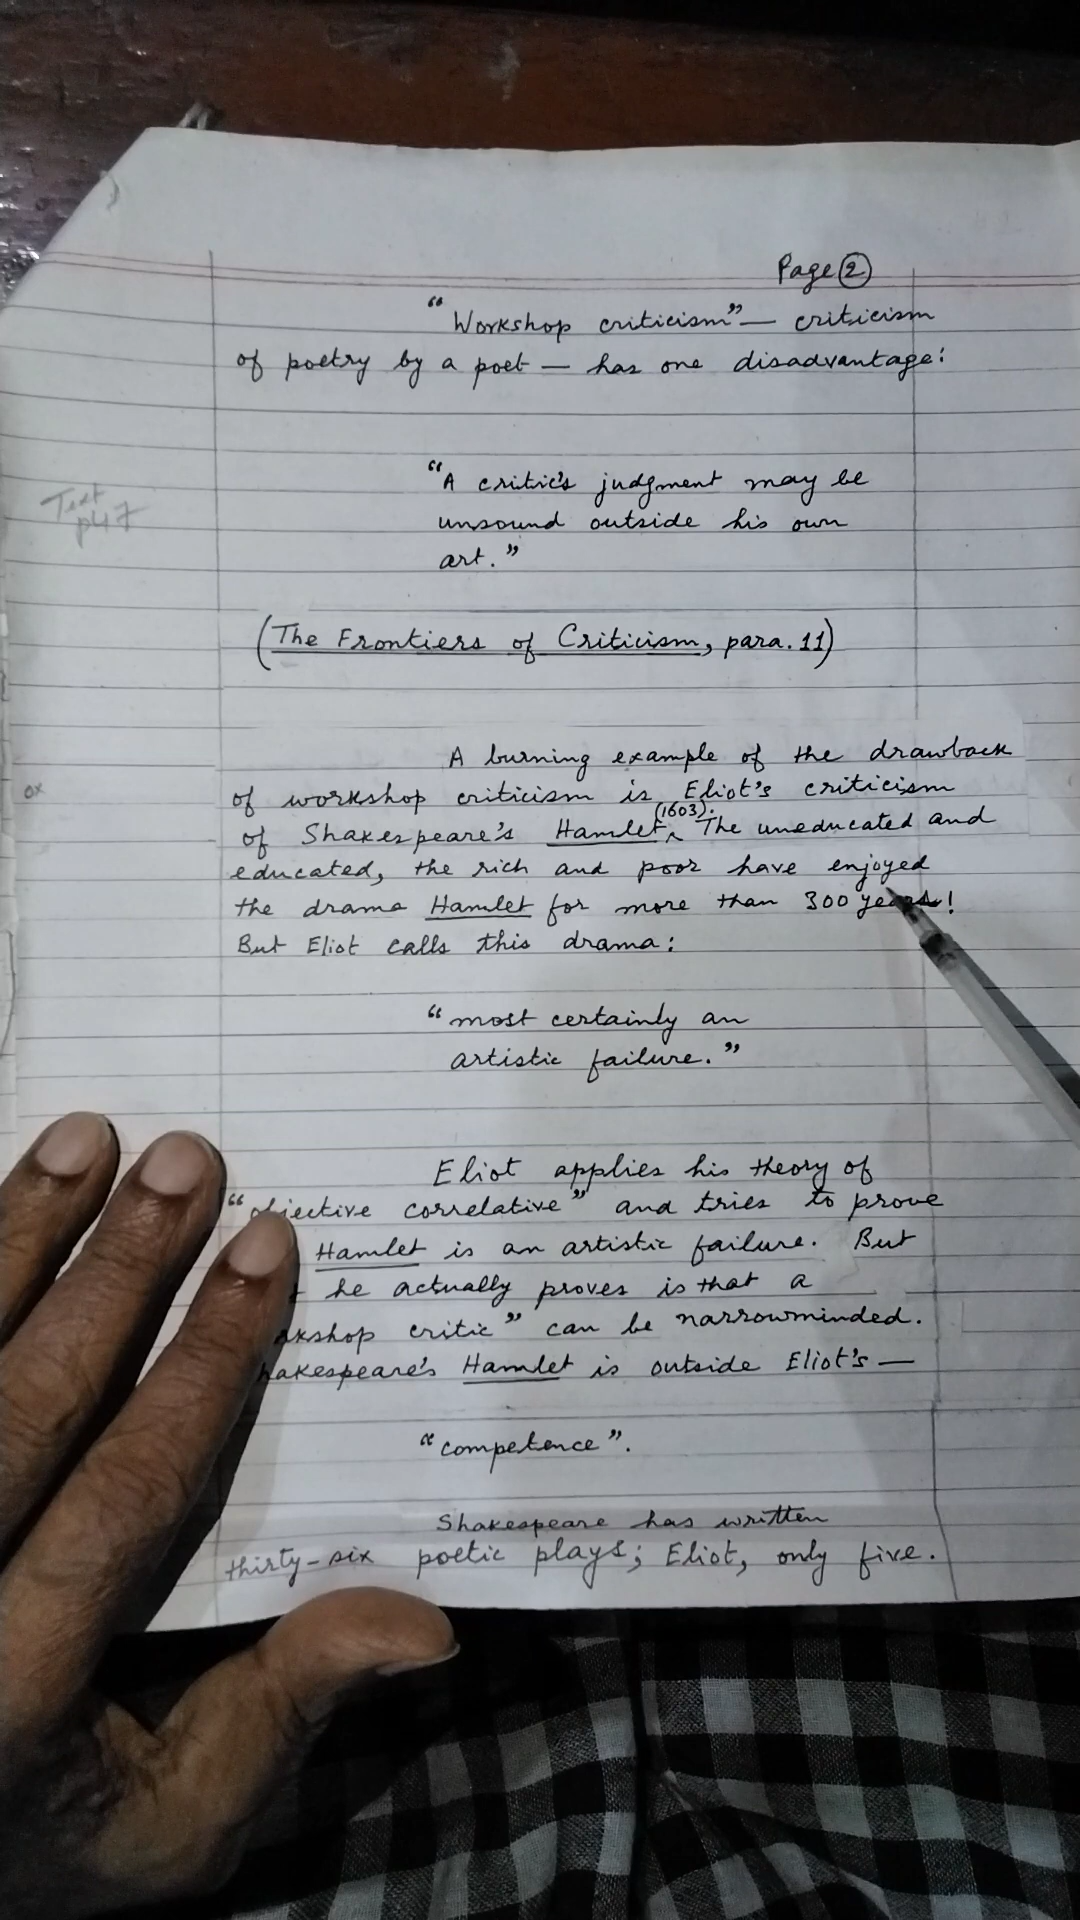 Page 2
"Workshop criticism" — criticism
of poetry by a poet — has one disadvantage:
"A critic's judgment may be
Text
p47
unsound outside his own
art."
(The Frontiers of Criticism, para. 11)
A burning example of the drawback
ox
of workshop criticism is Eliot's criticism
of Shakespeare's Hamlet (1603). The uneducated and
educated, the rich and poor have enjoyed
the drama Hamlet for more than 300 years!
But Eliot calls this drama:
"most certainly an
artistic failure."
Eliot applies his theory of
"objective correlative" and tries to prove
Hamlet is an artistic failure. But
he actually proves is that a
kshop critic" can be narrowminded.
hakespeare's Hamlet is outside Eliot's —
"competence".
Shakespeare has written
thirty-six poetic plays; Eliot, only five.